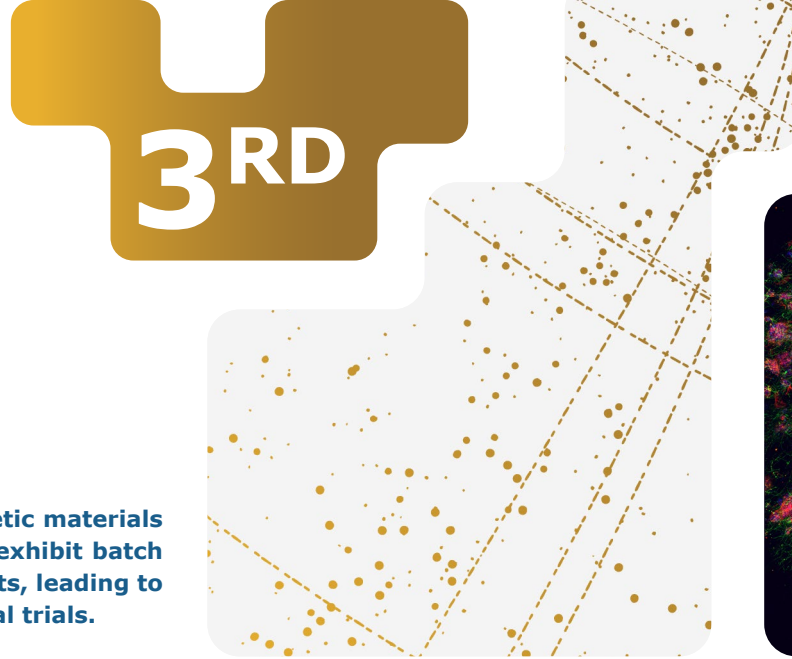 3RD
etic materials
exhibit batch
ts, leading to
al trials.